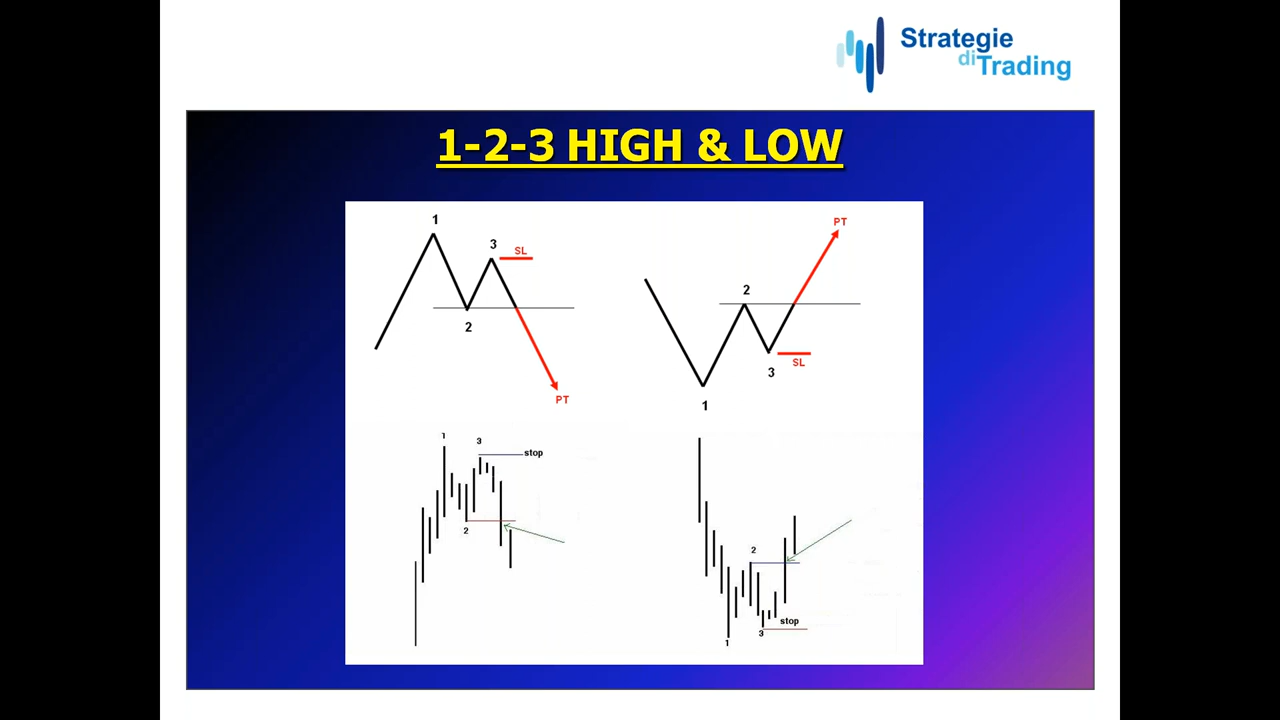 Strategie
di Trading
1-2-3 HIGH & LOW
1
3
SL
2
PT
PT
2
SL
3
1
1
3
stop
2
2
stop
3
1